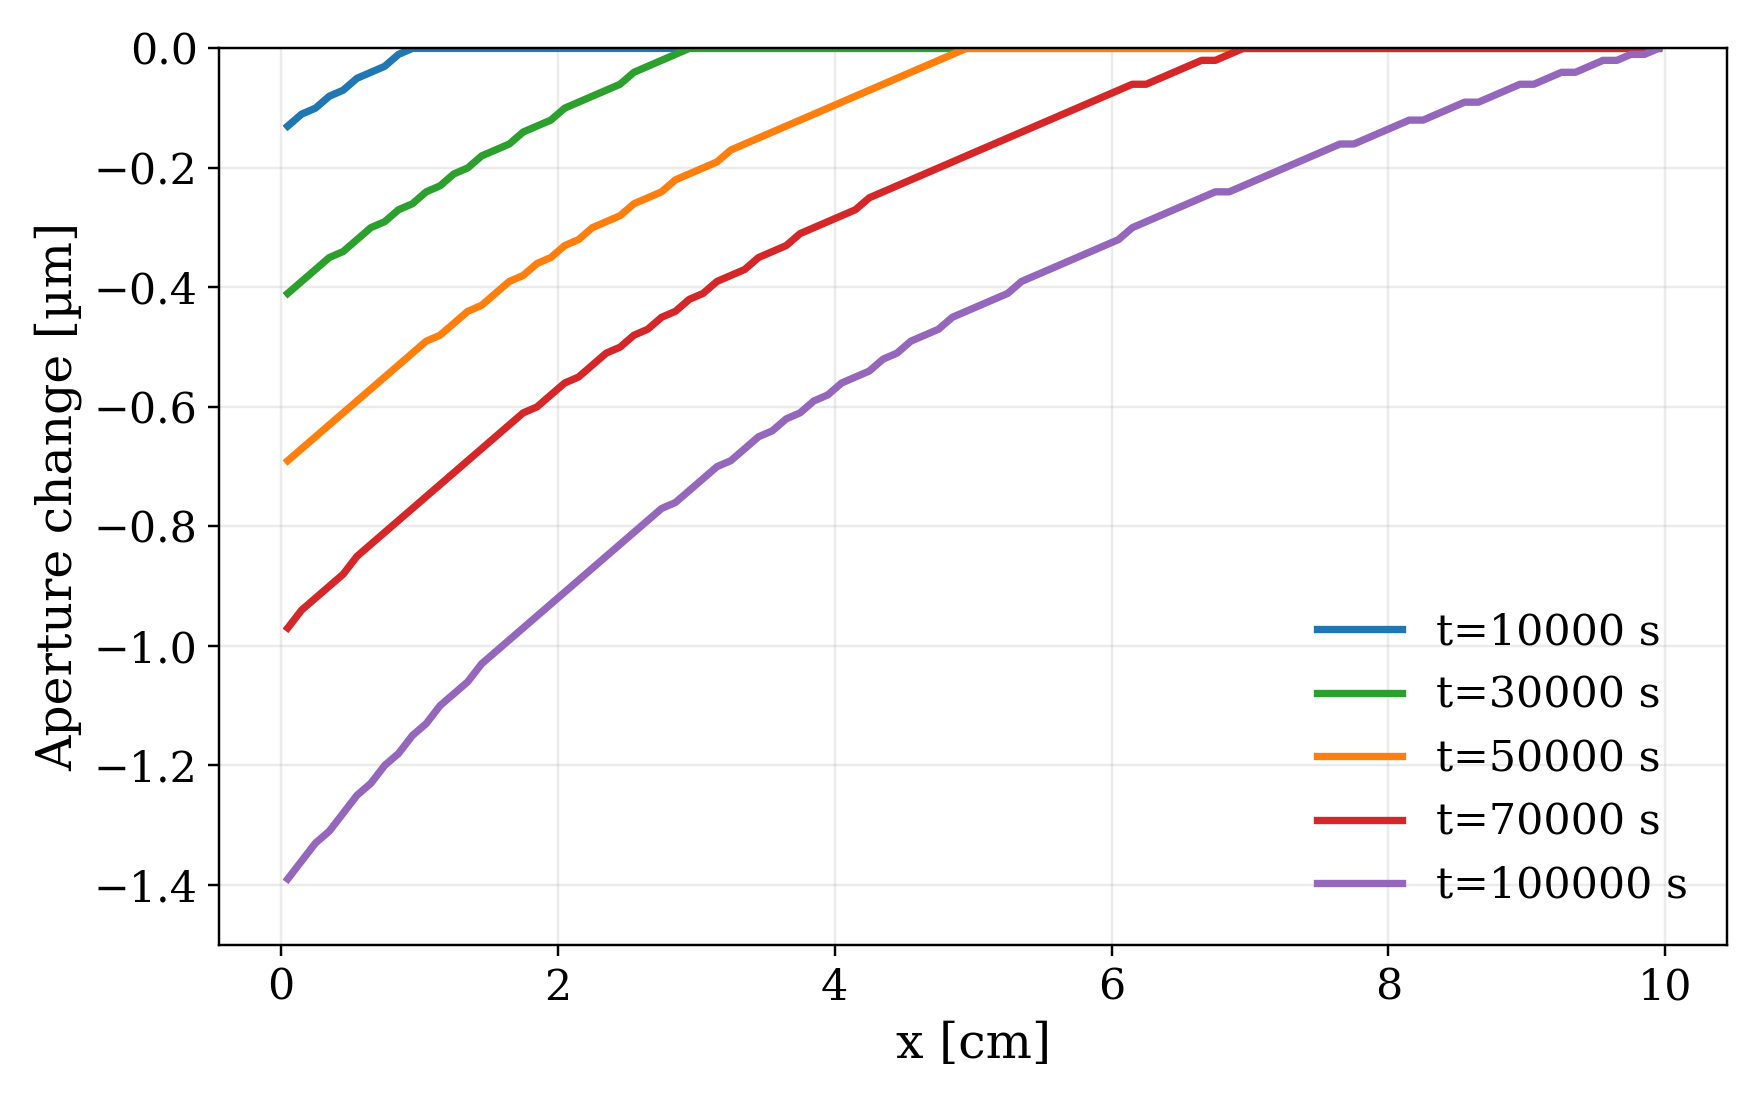 0.0
−0.2
−0.4
−0.6
−0.8
−1.0
−1.2
−1.4
Aperture change [μm]
t=10000 s
t=30000 s
t=50000 s
t=70000 s
t=100000 s
0 2 4 6 8 10
x [cm]